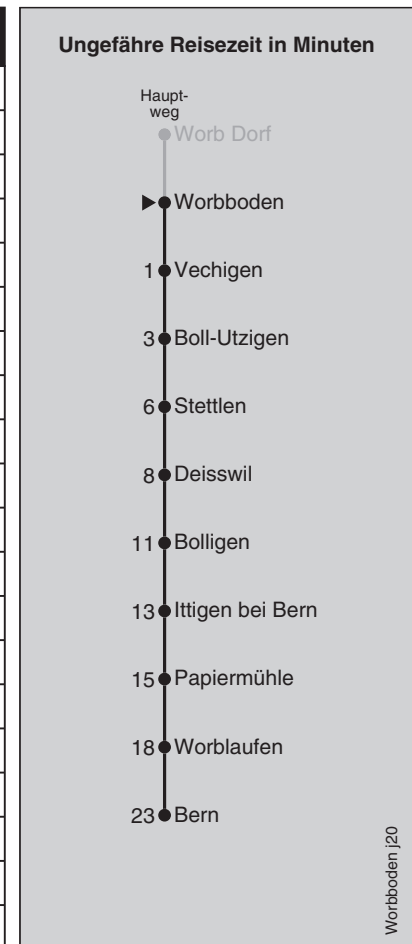 Ungefähre Reisezeit in Minuten
Haupt-
weg
Worb Dorf
Worbboden
1 Vechigen
3 Boll-Utzigen
6 Stettlen
8 Deisswil
11 Bolligen
13 Ittigen bei Bern
15 Papiermühle
18 Worblaufen
23 Bern
Worbboden j20